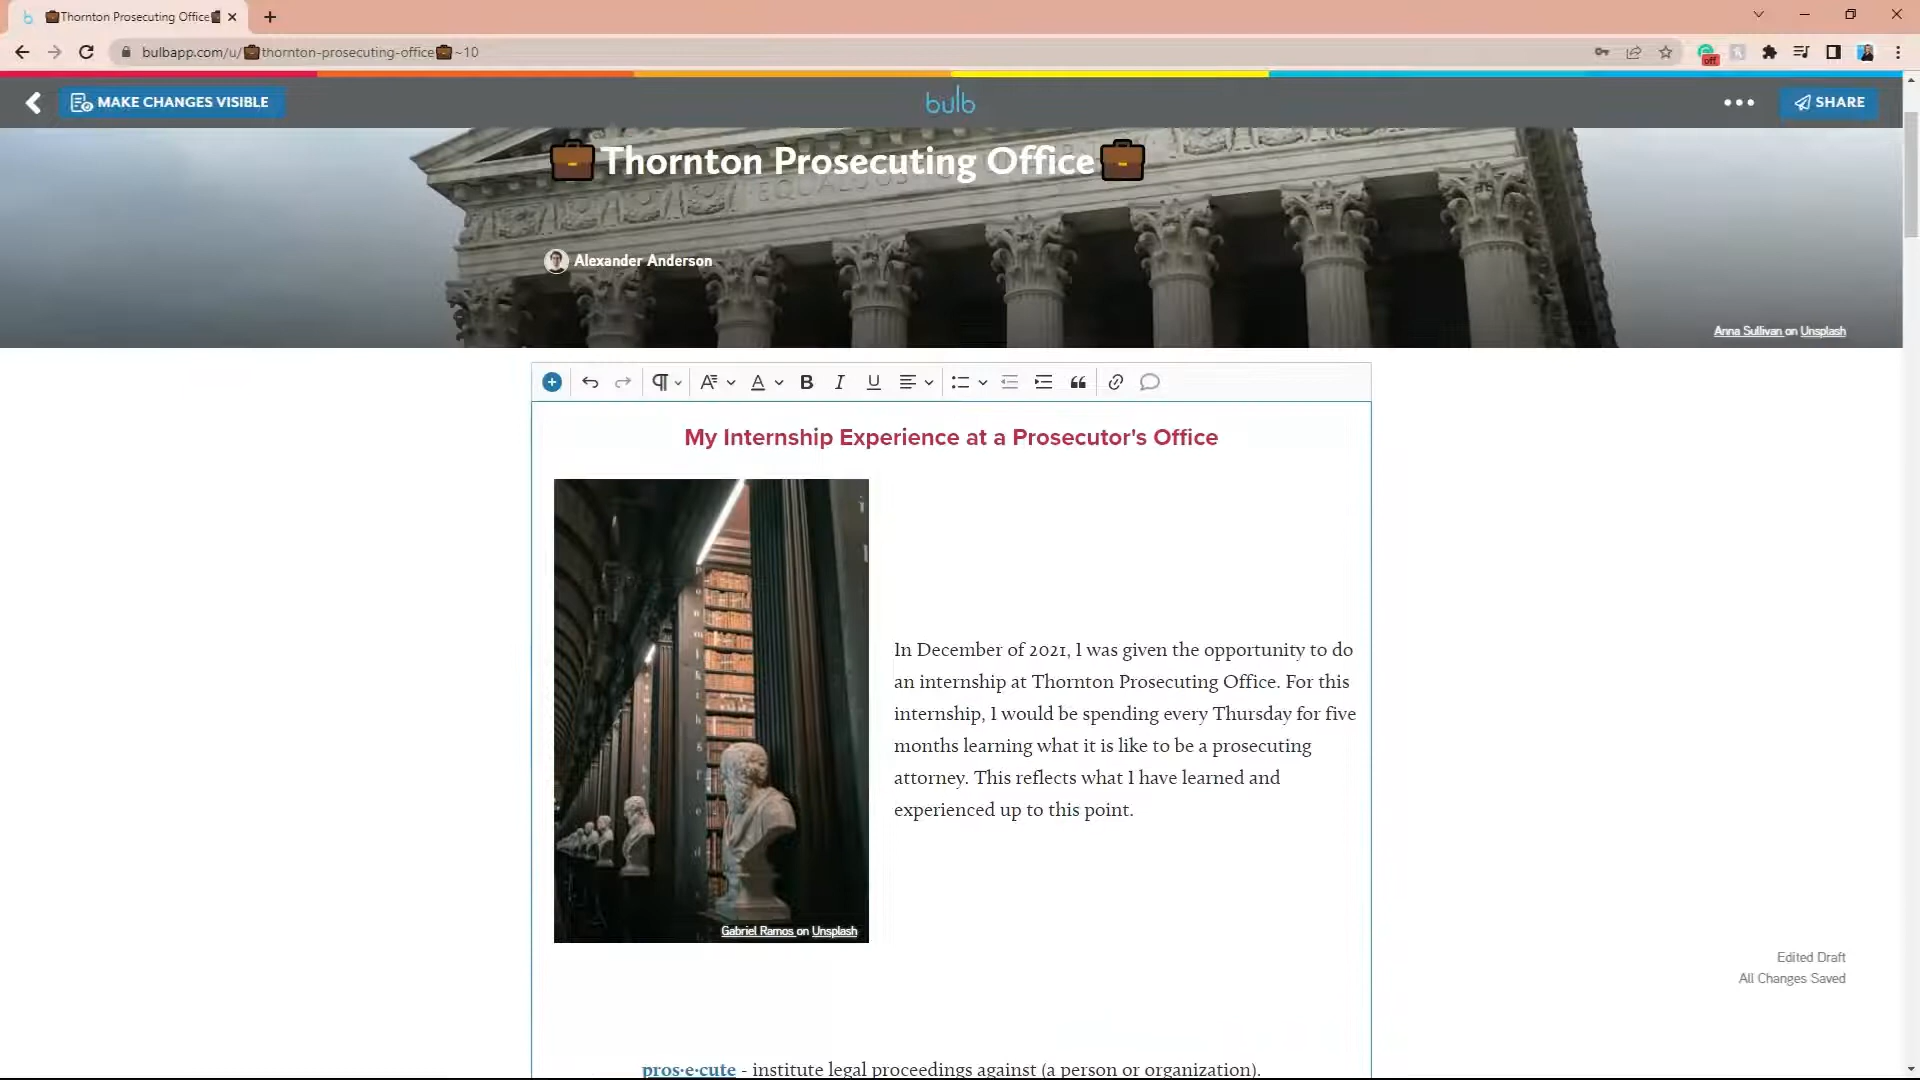 Thornton Prosecuting Office
bulbapp.com/u/💼thornton-prosecuting-office💼~10
off
MAKE CHANGES VISIBLE
bulb
SHARE
💼Thornton Prosecuting Office💼
Alexander Anderson
Anna Sullivan on Unsplash
My Internship Experience at a Prosecutor's Office
In December of 2021, I was given the opportunity to do
an internship at Thornton Prosecuting Office. For this
internship, I would be spending every Thursday for five
months learning what it is like to be a prosecuting
attorney. This reflects what I have learned and
experienced up to this point.
Gabriel Ramos on Unsplash
Edited Draft
All Changes Saved
pros·e·cute - institute legal proceedings against (a person or organization).